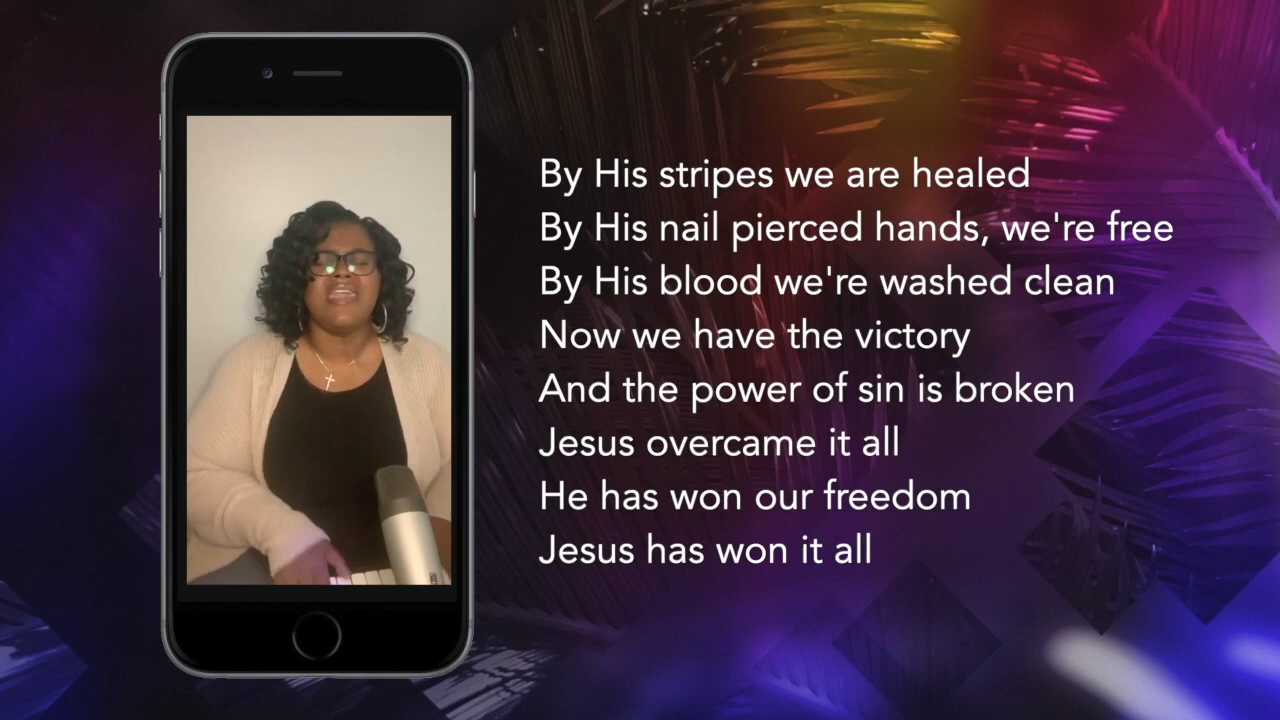 By His stripes we are healed
By His nail pierced hands, we're free
By His blood we're washed clean
Now we have the victory
And the power of sin is broken
Jesus overcame it all
He has won our freedom
Jesus has won it all